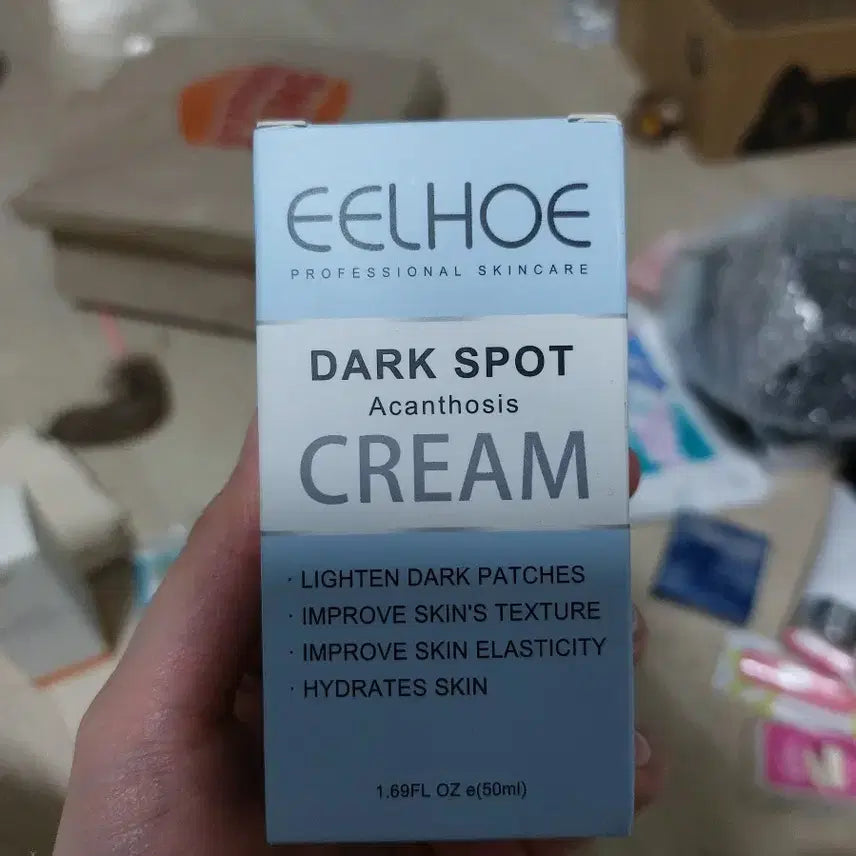 EELHOE
PROFESSIONAL SKINCARE
DARK SPOT
Acanthosis
CREAM
· LIGHTEN DARK PATCHES
· IMPROVE SKIN'S TEXTURE
· IMPROVE SKIN ELASTICITY
· HYDRATES SKIN
1.69FL OZ e(50ml)